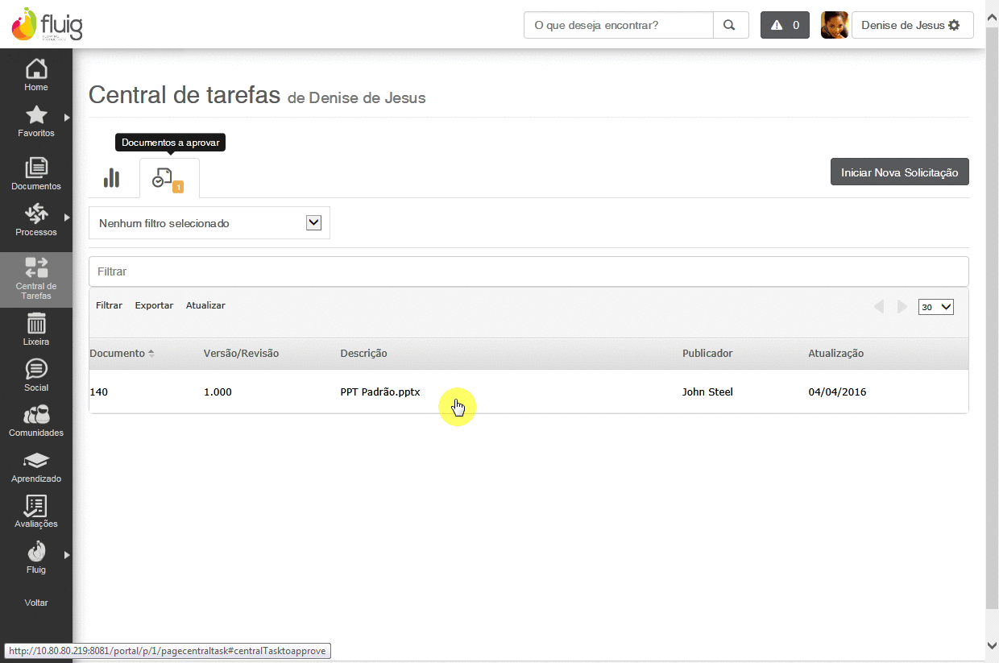 fluig
O que deseja encontrar?
0
Denise de Jesus
Home
Favoritos
Documentos
Processos
Central de
Tarefas
Lixeira
Social
Comunidades
Aprendizado
Avaliações
Fluig
Voltar
Central de tarefas de Denise de Jesus
Documentos a aprovar
1
Iniciar Nova Solicitação
Nenhum filtro selecionado
Filtrar
Filtrar Exportar Atualizar
30
Documento Versão/Revisão Descrição Publicador Atualização
140 1.000 PPT Padrão.pptx John Steel 04/04/2016
http://10.80.80.219:8081/portal/p/1/pagecentraltask#centralTasktoapprove